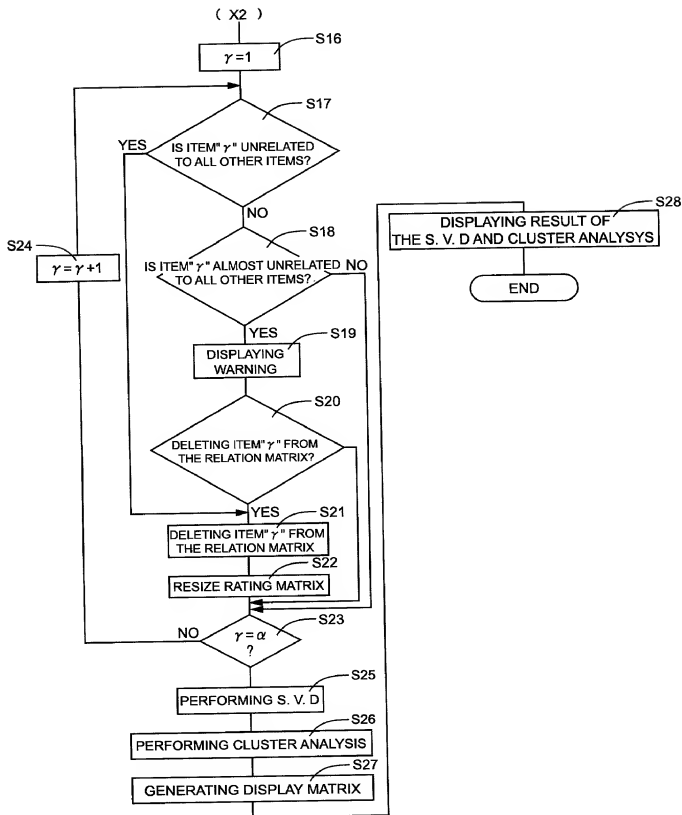 ( X2 )
S16
γ=1
S17
YES
IS ITEM" γ " UNRELATED
TO ALL OTHER ITEMS?
NO
S18
IS ITEM" γ" ALMOST UNRELATED
TO ALL OTHER ITEMS?
NO
YES
S19
DISPLAYING
WARNING
S20
DELETING ITEM" γ " FROM
THE RELATION MATRIX?
YES
S21
DELETING ITEM" γ" FROM
THE RELATION MATRIX
S22
RESIZE RATING MATRIX
S23
NO
γ = α
?
S24
γ = γ +1
S25
PERFORMING S. V. D
S26
PERFORMING CLUSTER ANALYSIS
S27
GENERATING DISPLAY MATRIX
S28
DISPLAYING RESULT OF
THE S. V. D AND CLUSTER ANALYSYS
END